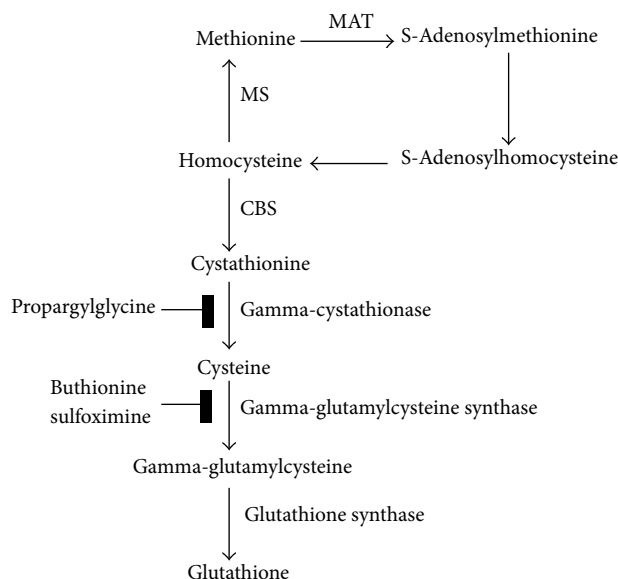 MAT
Methionine
S-Adenosylmethionine
MS
Homocysteine
S-Adenosylhomocysteine
CBS
Cystathionine
Propargylglycine
Gamma-cystathionase
Cysteine
Buthionine
sulfoximine
Gamma-glutamylcysteine synthase
Gamma-glutamylcysteine
Glutathione synthase
Glutathione